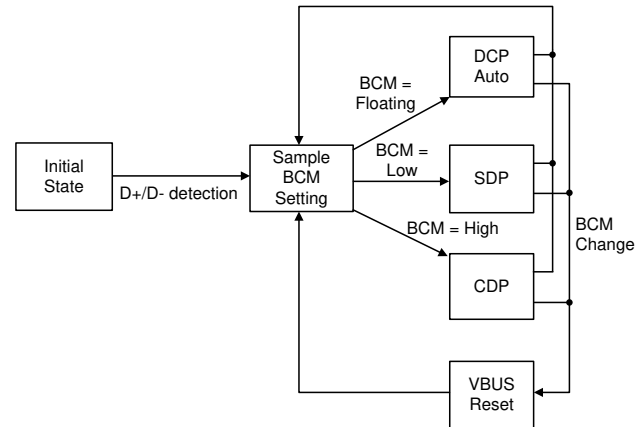 DCP
Auto
BCM =
Floating
Initial
State
D+/D- detection
Sample
BCM
Setting
BCM =
Low
SDP
BCM = High
BCM
Change
CDP
VBUS
Reset